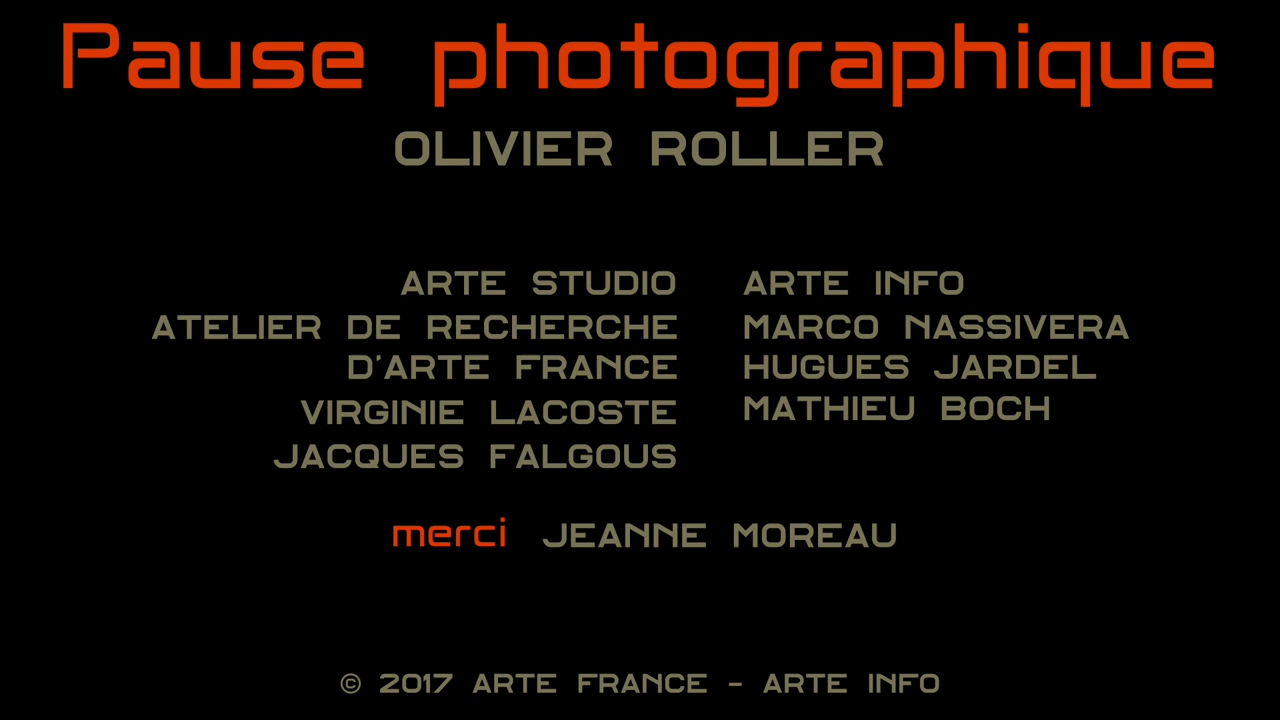 Pause photographique
OLIVIER ROLLER
ARTE STUDIO
ATELIER DE RECHERCHE
D'ARTE FRANCE
VIRGINIE LACOSTE
JACQUES FALGOUS
ARTE INFO
MARCO NASSIVERA
HUGUES JARDEL
MATHIEU BOCH
merci JEANNE MOREAU
© 2017 ARTE FRANCE - ARTE INFO